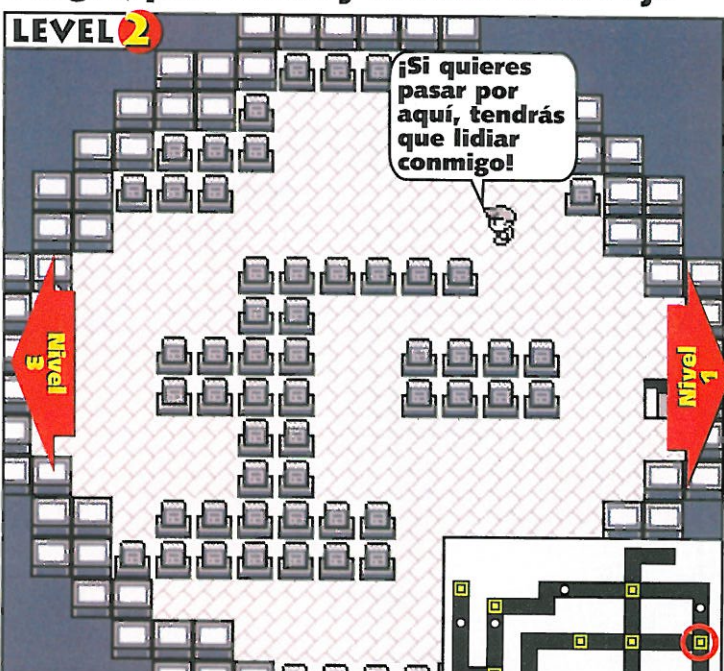 LEVEL 2
¡Si quieres
pasar por
aquí, tendrás
que lidiar
conmigo!
Nivel
3
Nivel
1